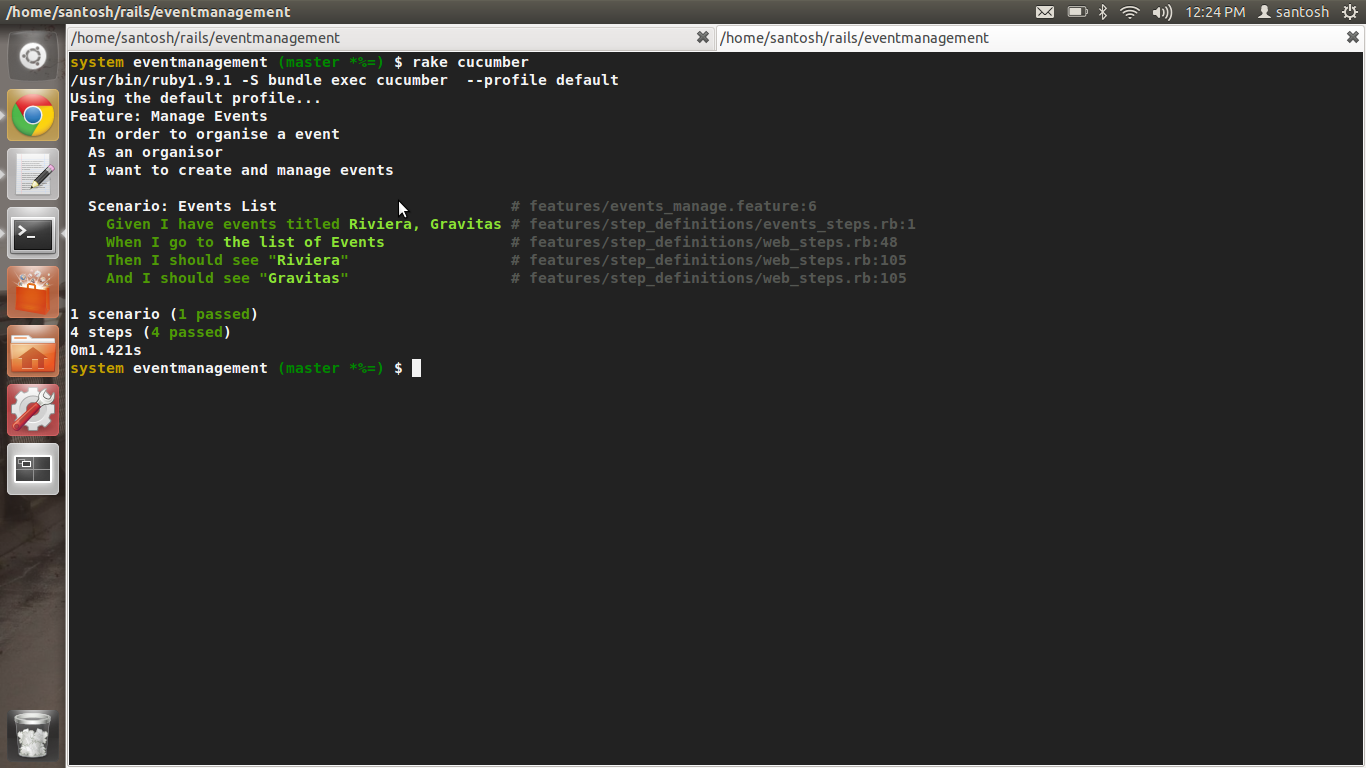 /home/santosh/rails/eventmanagement
12:24 PM santosh
/home/santosh/rails/eventmanagement
/home/santosh/rails/eventmanagement
system eventmanagement (master *%=) $ rake cucumber
/usr/bin/ruby1.9.1 -S bundle exec cucumber  --profile default
Using the default profile...
Feature: Manage Events
  In order to organise a event
  As an organisor
  I want to create and manage events
  Scenario: Events List                          # features/events_manage.feature:6
    Given I have events titled Riviera, Gravitas # features/step_definitions/events_steps.rb:1
    When I go to the list of Events              # features/step_definitions/web_steps.rb:48
    Then I should see "Riviera"                  # features/step_definitions/web_steps.rb:105
    And I should see "Gravitas"                  # features/step_definitions/web_steps.rb:105
1 scenario (1 passed)
4 steps (4 passed)
0m1.421s
system eventmanagement (master *%=) $